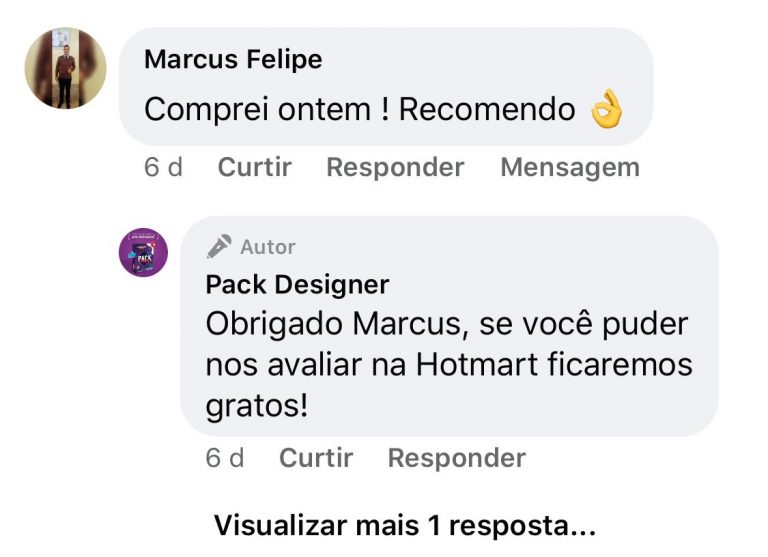 Marcus Felipe
Comprei ontem ! Recomendo 👌
6 d Curtir Responder Mensagem
Autor
Pack Designer
Obrigado Marcus, se você puder
nos avaliar na Hotmart ficaremos
gratos!
6 d Curtir Responder
Visualizar mais 1 resposta...